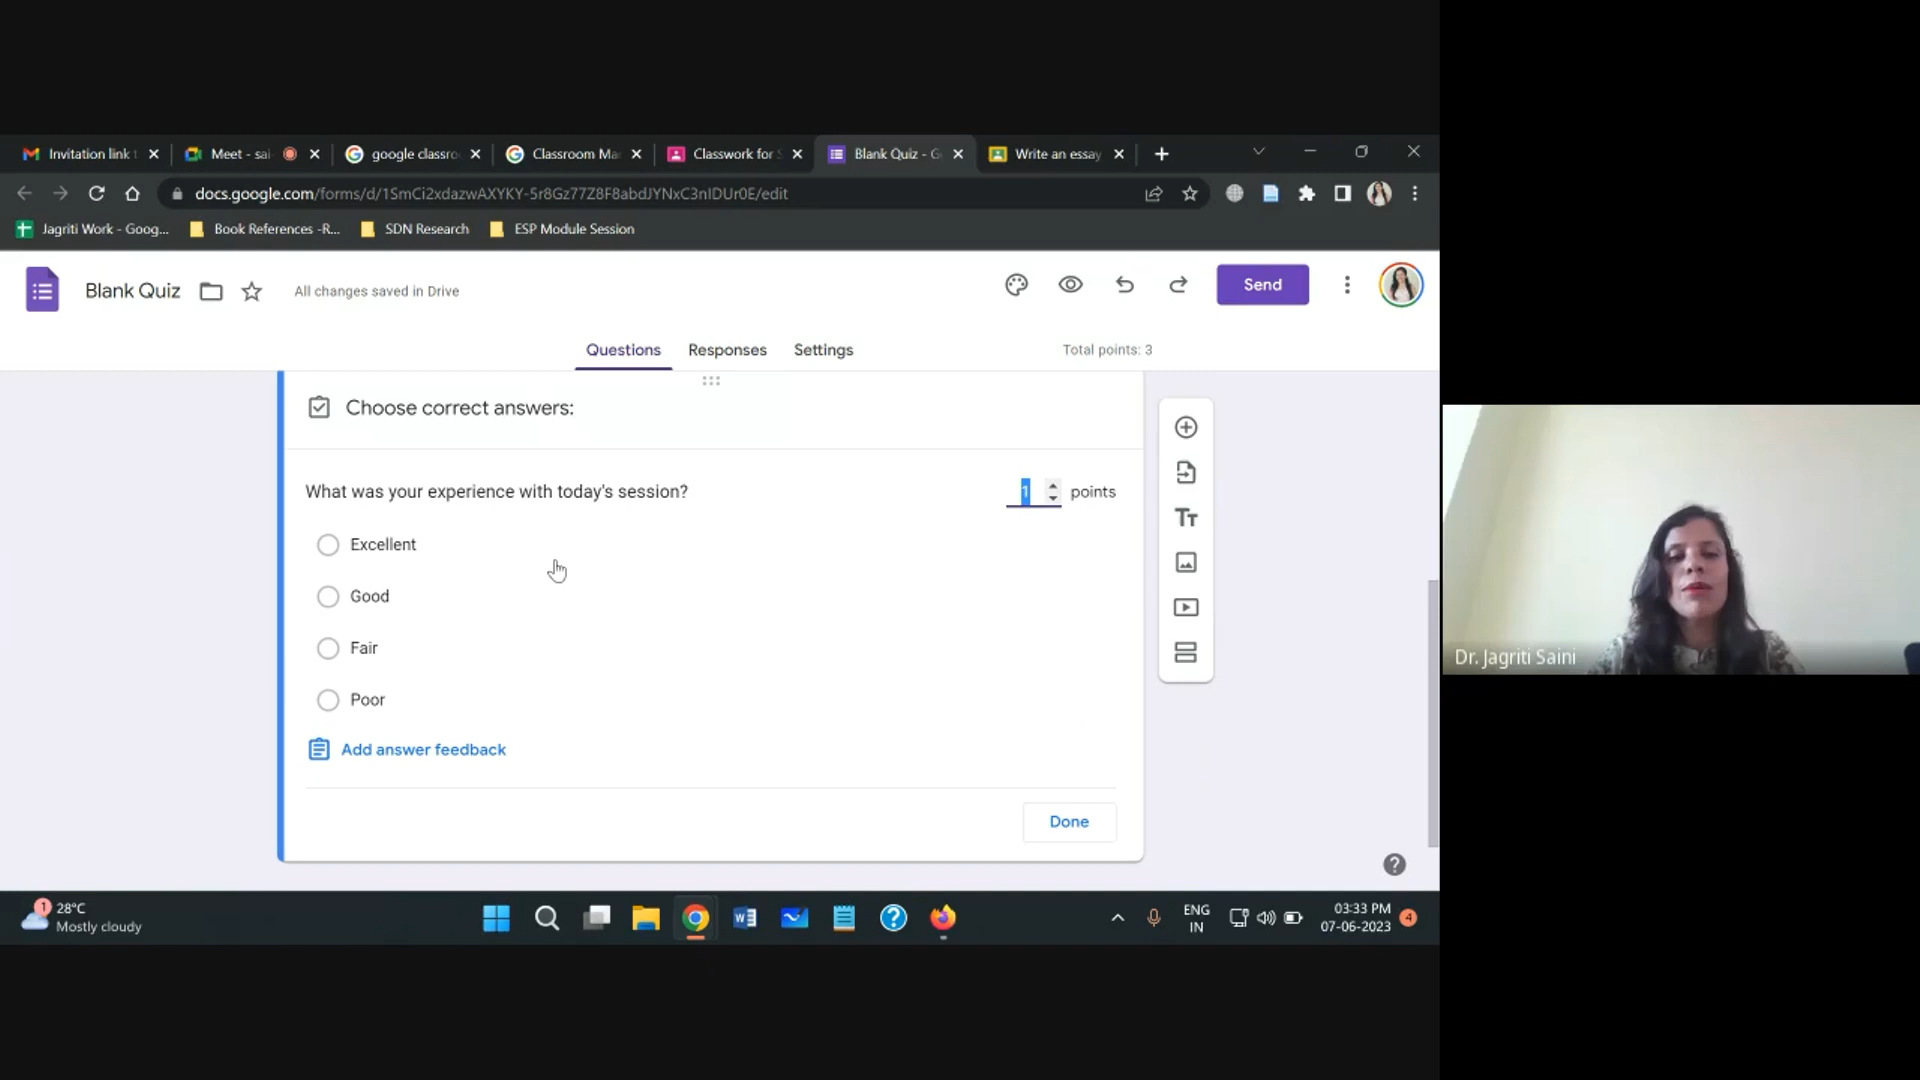 Invitation link t
Meet - sai
google classro
Classroom Ma
Classwork for S
Blank Quiz - G
Write an essay
docs.google.com/forms/d/1SmCi2xdazwAXYKY-5r8Gz77Z8F8abdJYNxC3nIDUr0E/edit
Jagriti Work - Goog...
Book References -R...
SDN Research
ESP Module Session
Blank Quiz
All changes saved in Drive
Send
Questions
Responses
Settings
Total points: 3
Choose correct answers:
What was your experience with today's session?
1 points
Excellent
Good
Fair
Poor
Add answer feedback
Done
Dr. Jagriti Saini
1
28°C
Mostly cloudy
ENG
IN
03:33 PM
07-06-2023
4